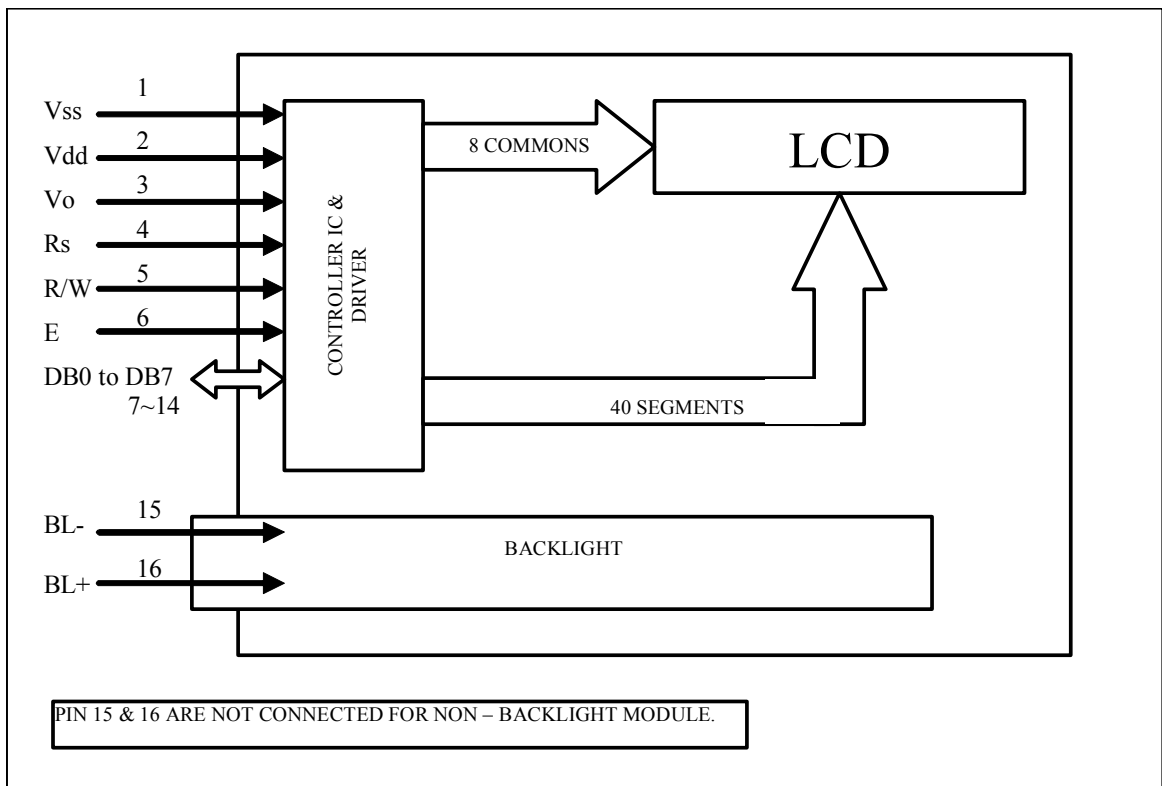 1
Vss
2
Vdd
3
Vo
4
Rs
5
R/W
6
E
DB0 to DB7
7~14
CONTROLLER IC &
DRIVER
8 COMMONS
LCD
40 SEGMENTS
15
BL-
16
BL+
BACKLIGHT
PIN 15 & 16 ARE NOT CONNECTED FOR NON – BACKLIGHT MODULE.